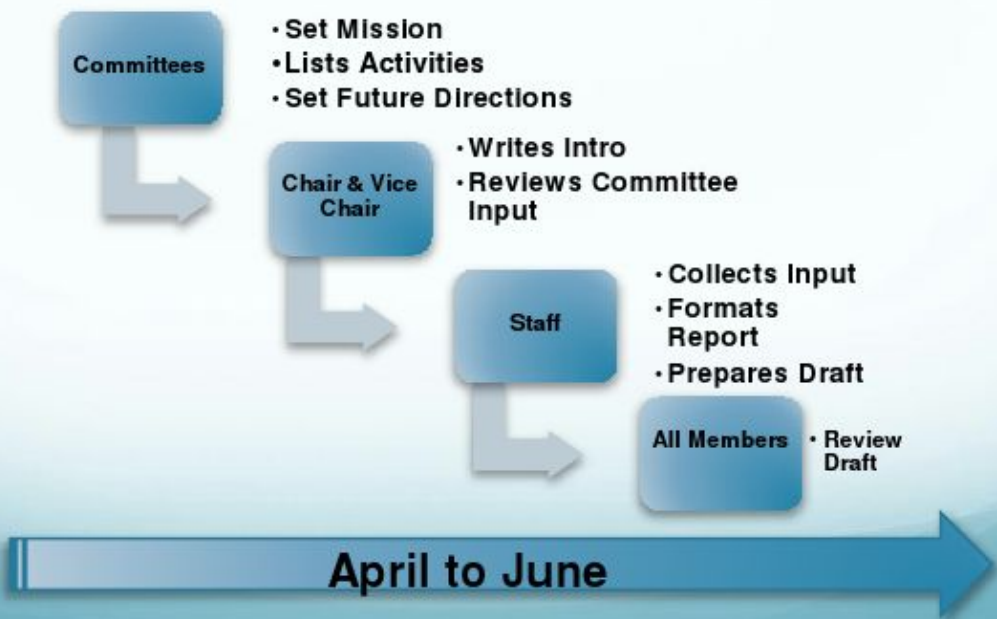 Committees
· Set Mission
•Lists Activities
· Set Future Directions
Chair & Vice
Chair
· Writes Intro
· Reviews Committee
Input
Staff
· Collects Input
· Formats
Report
· Prepares Draft
All Members
· Review
Draft
April to June